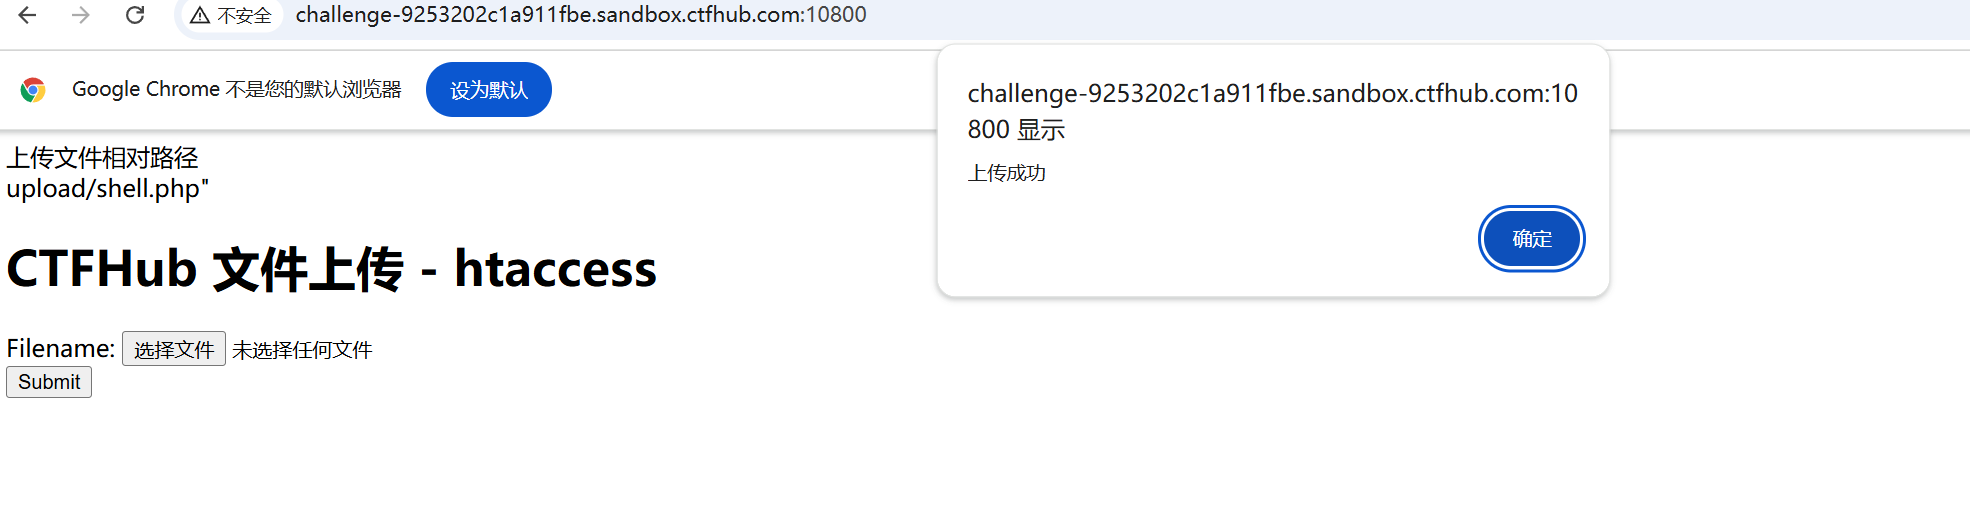 不安全 challenge-9253202c1a911fbe.sandbox.ctfhub.com:10800
Google Chrome 不是您的默认浏览器 设为默认
challenge-9253202c1a911fbe.sandbox.ctfhub.com:10
800 显示
上传成功
确定
上传文件相对路径
upload/shell.php"
CTFHub 文件上传 - htaccess
Filename: 选择文件 未选择任何文件
Submit